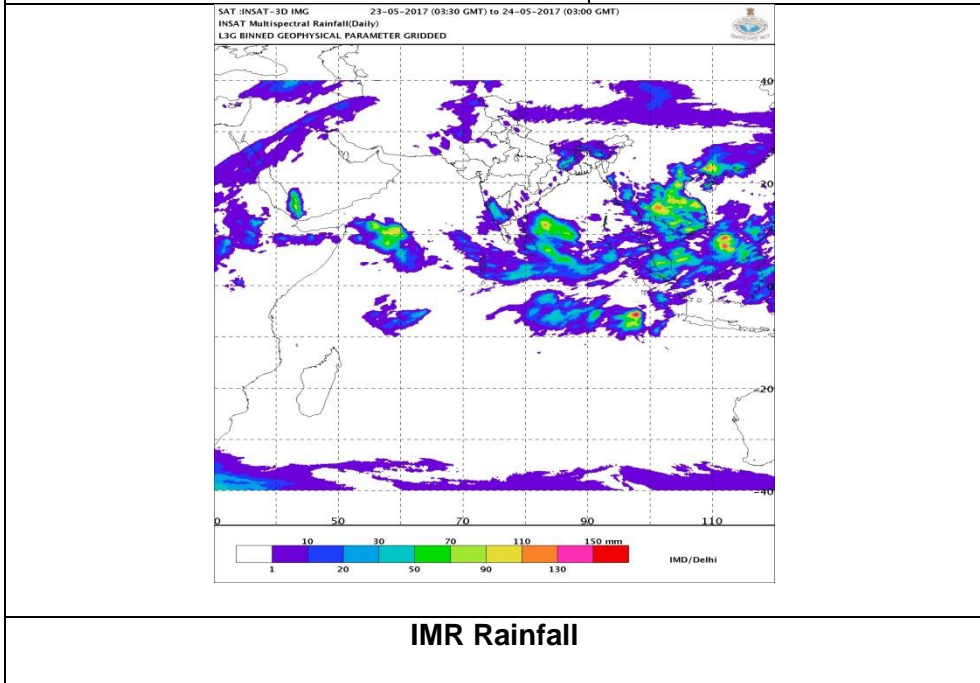 SAT :INSAT-3D IMG 23-05-2017 (03:30 GMT) to 24-05-2017 (03:00 GMT)
INSAT Multispectral Rainfall(Daily)
L3G BINNED GEOPHYSICAL PARAMETER GRIDDED
40
20
0
-20
-40
0 50 70 90 110
10 30 70 110 150 mm
1 20 50 90 130
IMD/Delhi
IMR Rainfall